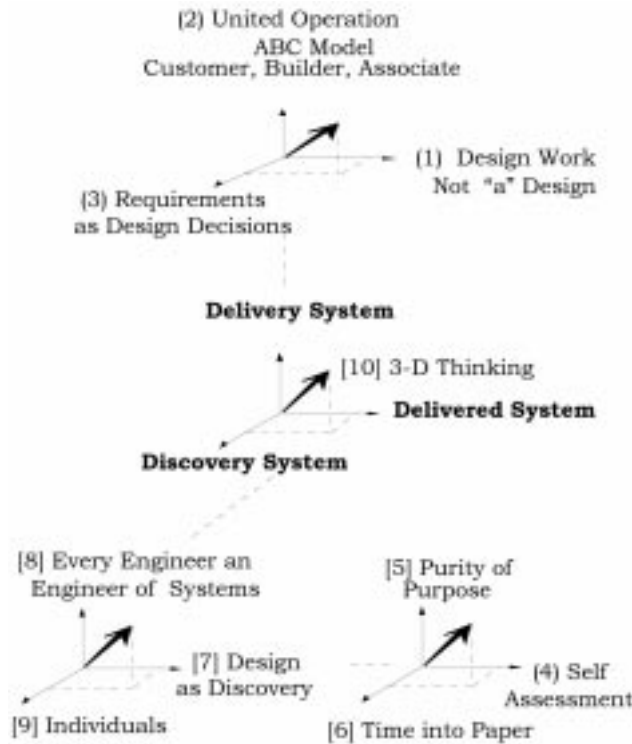 (2) United Operation
ABC Model
Customer, Builder, Associate
(1) Design Work
Not "a" Design
(3) Requirements
as Design Decisions
Delivery System
[10] 3-D Thinking
Delivered System
Discovery System
[8] Every Engineer an
Engineer of Systems
[7] Design
as Discovery
[9] Individuals
[5] Purity of
Purpose
(4) Self
Assessment
[6] Time into Paper